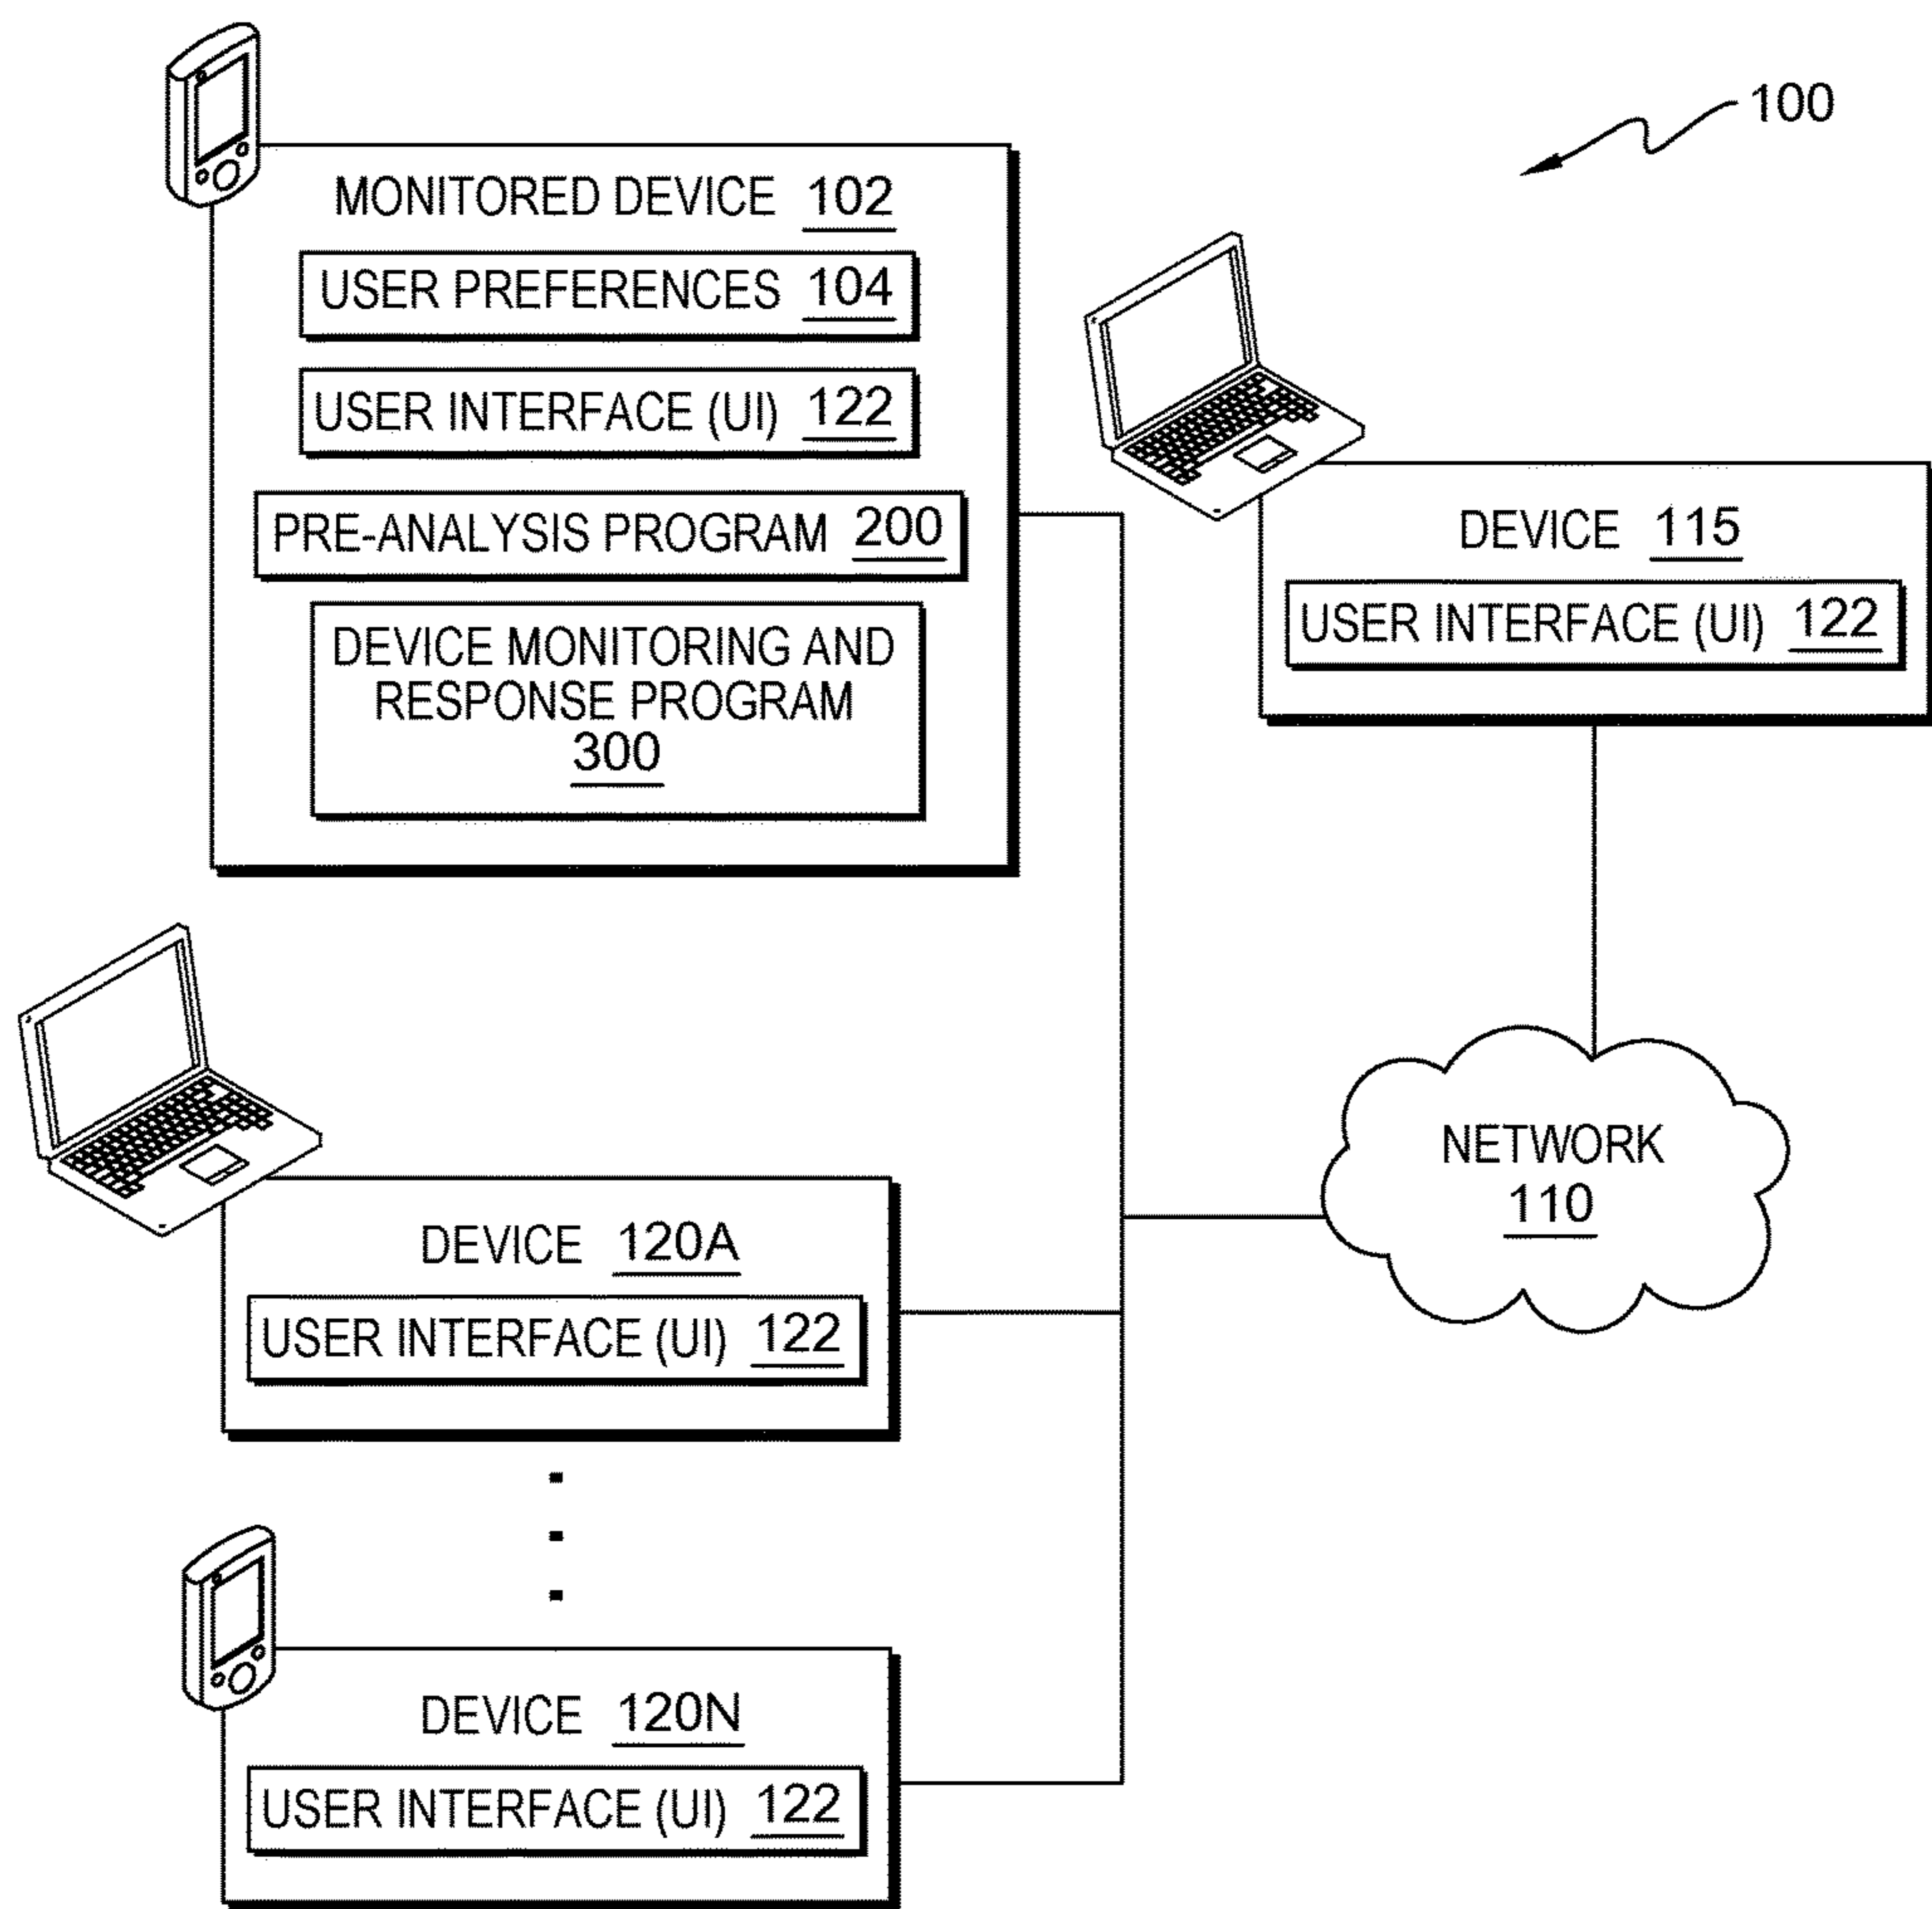 100
MONITORED DEVICE 102
USER PREFERENCES 104
USER INTERFACE (UI) 122
PRE-ANALYSIS PROGRAM 200
DEVICE MONITORING AND
RESPONSE PROGRAM
300
DEVICE 115
USER INTERFACE (UI) 122
NETWORK
110
DEVICE 120A
USER INTERFACE (UI) 122
DEVICE 120N
USER INTERFACE (UI) 122